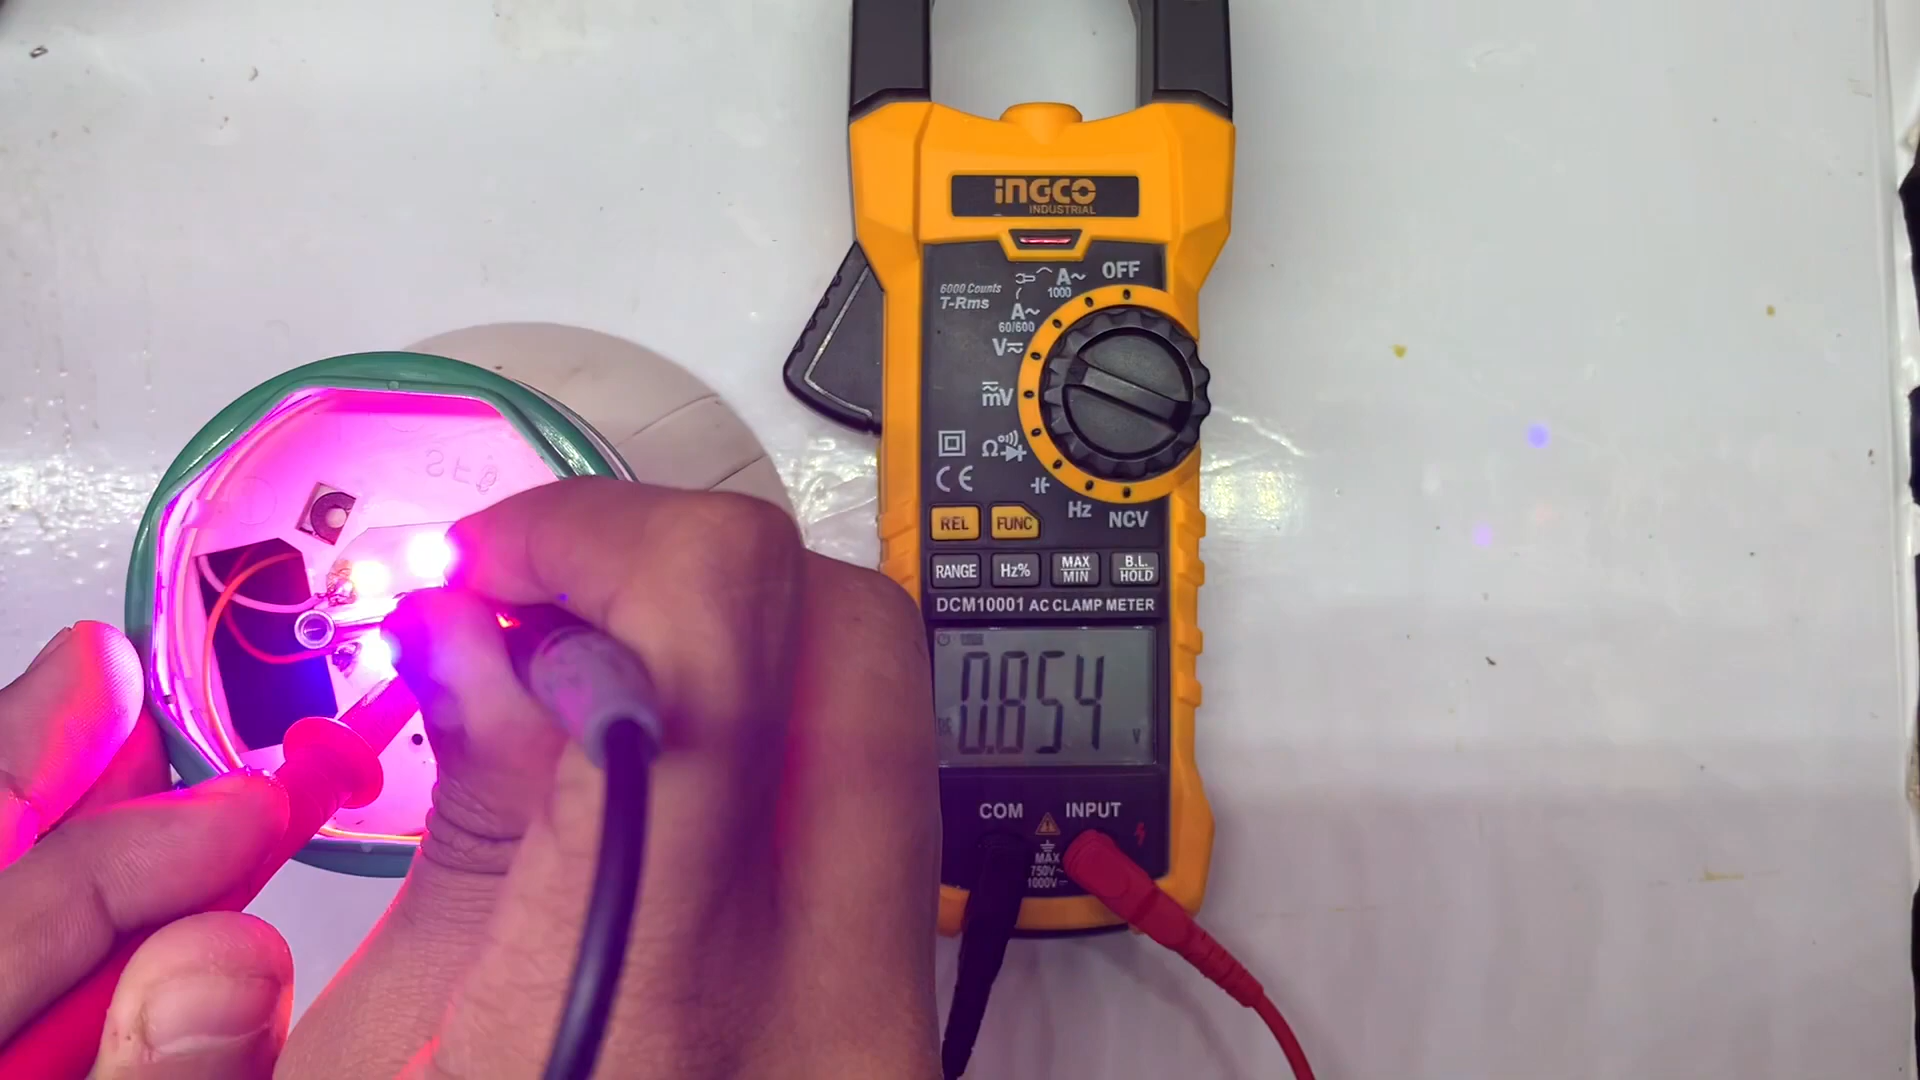 iNGCO
INDUSTRIAL
OFF
A~
1000
6000 Counts
T-Rms
A~
60/600
V
mV
Ω
CE
Hz
NCV
REL
FUNC
RANGE
Hz%
MAX
MIN
B.L.
HOLD
DCM10001 AC CLAMP METER
0.854
V
COM
INPUT
MAX
750V~
1000V